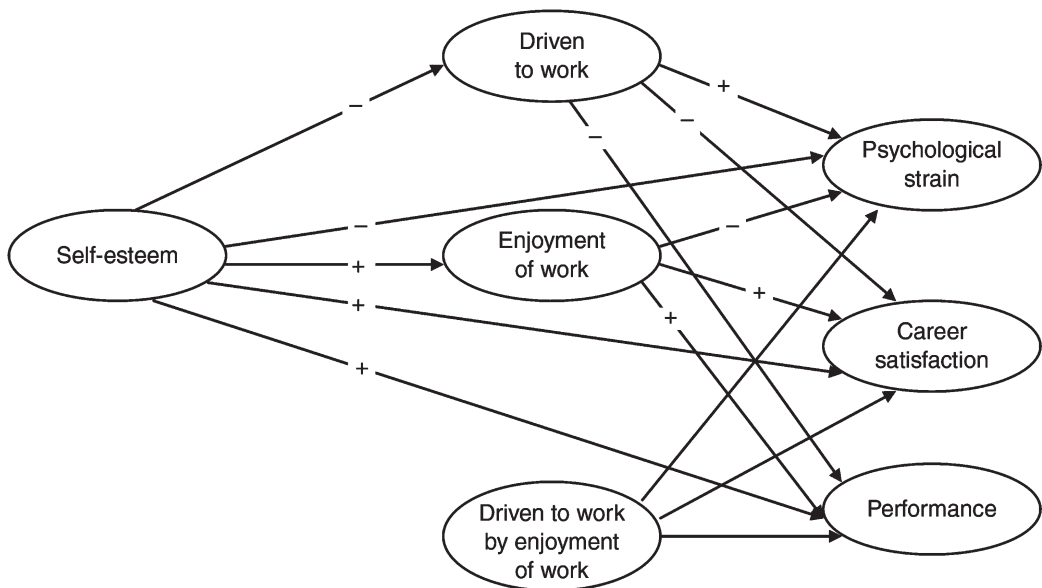 Driven
to work
+
–
–
–
Psychological
strain
–
Enjoyment
of work
–
Self-esteem
+
+
+
+
+
Career
satisfaction
Driven to work
by enjoyment
of work
Performance